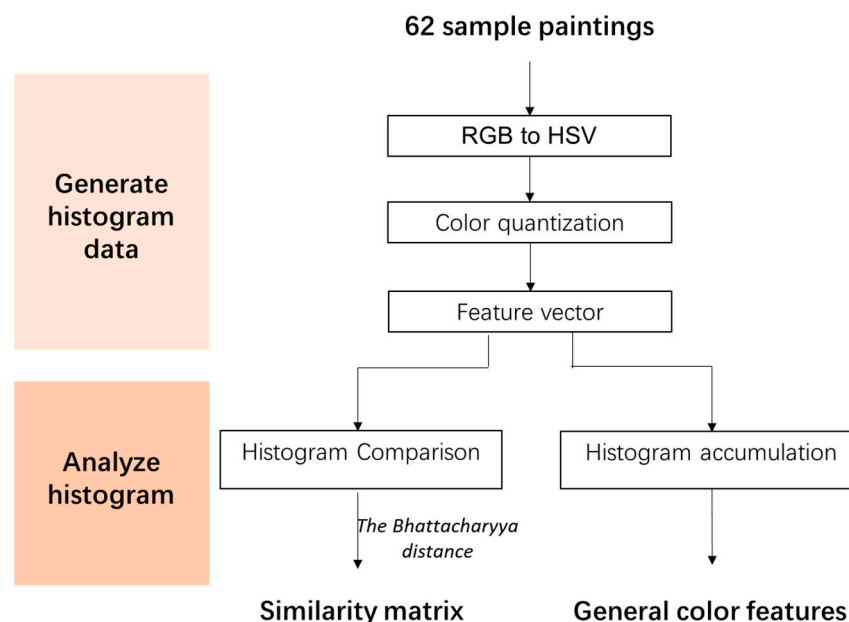 62 sample paintings
Generate
histogram
data
RGB to HSV
Color quantization
Feature vector
Analyze
histogram
Histogram Comparison
Histogram accumulation
The Bhattacharyya
distance
Similarity matrix
General color features